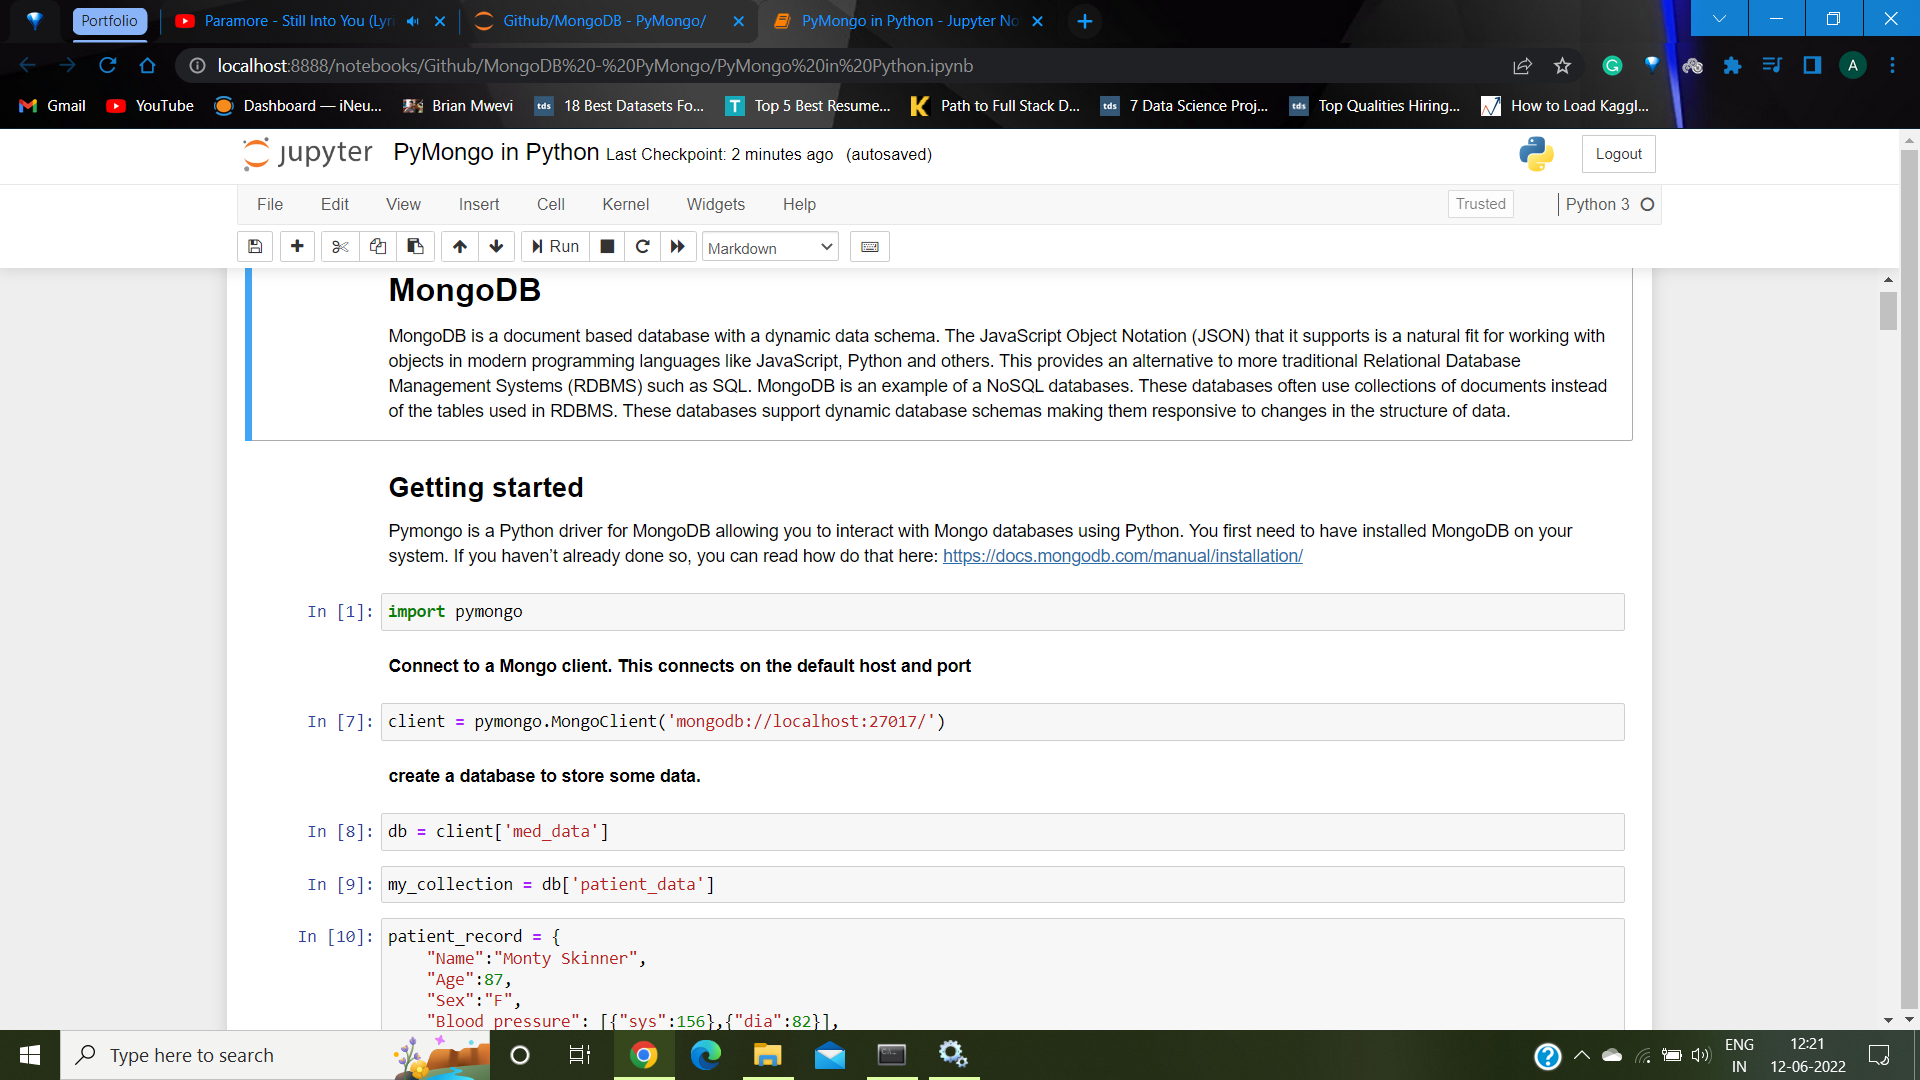 Portfolio
Paramore - Still Into You (Lyri
Github/MongoDB - PyMongo/
PyMongo in Python - Jupyter No
localhost:8888/notebooks/Github/MongoDB%20-%20PyMongo/PyMongo%20in%20Python.ipynb
A
Gmail
YouTube
Dashboard — iNeu...
Brian Mwevi
tds 18 Best Datasets Fo...
T Top 5 Best Resume...
K Path to Full Stack D...
tds 7 Data Science Proj...
tds Top Qualities Hiring...
How to Load Kaggl...
jupyter PyMongo in Python Last Checkpoint: 2 minutes ago (autosaved)
Logout
File Edit View Insert Cell Kernel Widgets Help
Trusted
Python 3
Run
Markdown
MongoDB
MongoDB is a document based database with a dynamic data schema. The JavaScript Object Notation (JSON) that it supports is a natural fit for working with
objects in modern programming languages like JavaScript, Python and others. This provides an alternative to more traditional Relational Database
Management Systems (RDBMS) such as SQL. MongoDB is an example of a NoSQL databases. These databases often use collections of documents instead
of the tables used in RDBMS. These databases support dynamic database schemas making them responsive to changes in the structure of data.
Getting started
Pymongo is a Python driver for MongoDB allowing you to interact with Mongo databases using Python. You first need to have installed MongoDB on your
system. If you haven’t already done so, you can read how do that here: https://docs.mongodb.com/manual/installation/
In [1]: import pymongo
Connect to a Mongo client. This connects on the default host and port
In [7]: client = pymongo.MongoClient('mongodb://localhost:27017/')
create a database to store some data.
In [8]: db = client['med_data']
In [9]: my_collection = db['patient_data']
In [10]: patient_record = {
"Name":"Monty Skinner",
"Age":87,
"Sex":"F",
"Blood pressure": [{"sys":156},{"dia":82}],
Type here to search
ENG
IN
12:21
12-06-2022